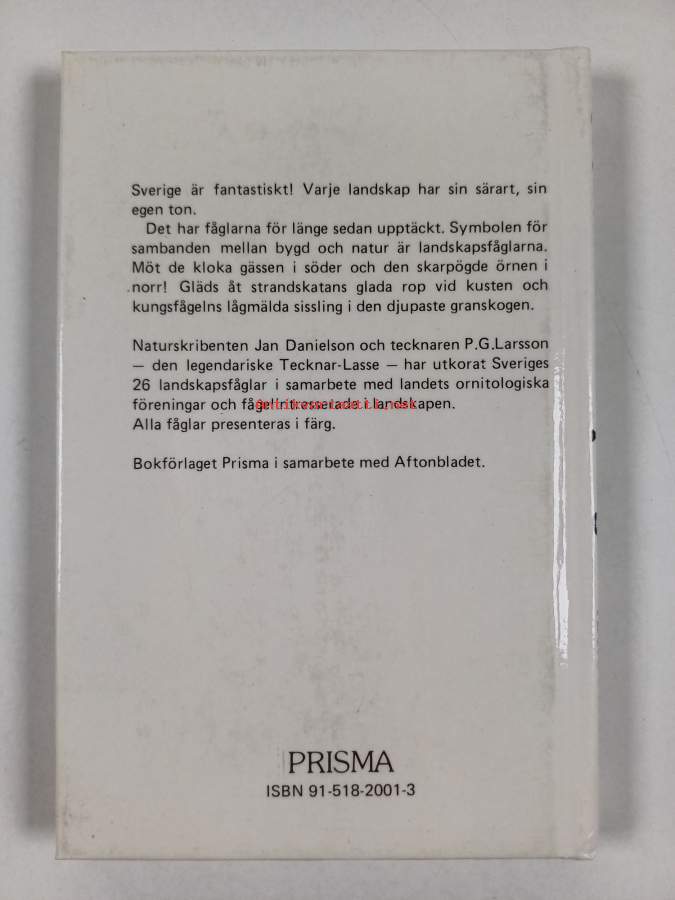 Sverige är fantastiskt! Varje landskap har sin särart, sin
egen ton.
Det har fåglarna för länge sedan upptäckt. Symbolen för
sambanden mellan bygd och natur är landskapsfåglarna.
Möt de kloka gässen i söder och den skarpögde örnen i
norr! Gläds åt strandskatans glada rop vid kusten och
kungsfågelns lågmälda sissling i den djupaste granskogen.
Naturskribenten Jan Danielson och tecknaren P.G.Larsson
– den legendariske Tecknar-Lasse – har utkorat Sveriges
26 landskapsfåglar i samarbete med landets ornitologiska
föreningar och fågelintresserade i landskapen.
Alla fåglar presenteras i färg.
Bokförlaget Prisma i samarbete med Aftonbladet.
PRISMA
ISBN 91-518-2001-3